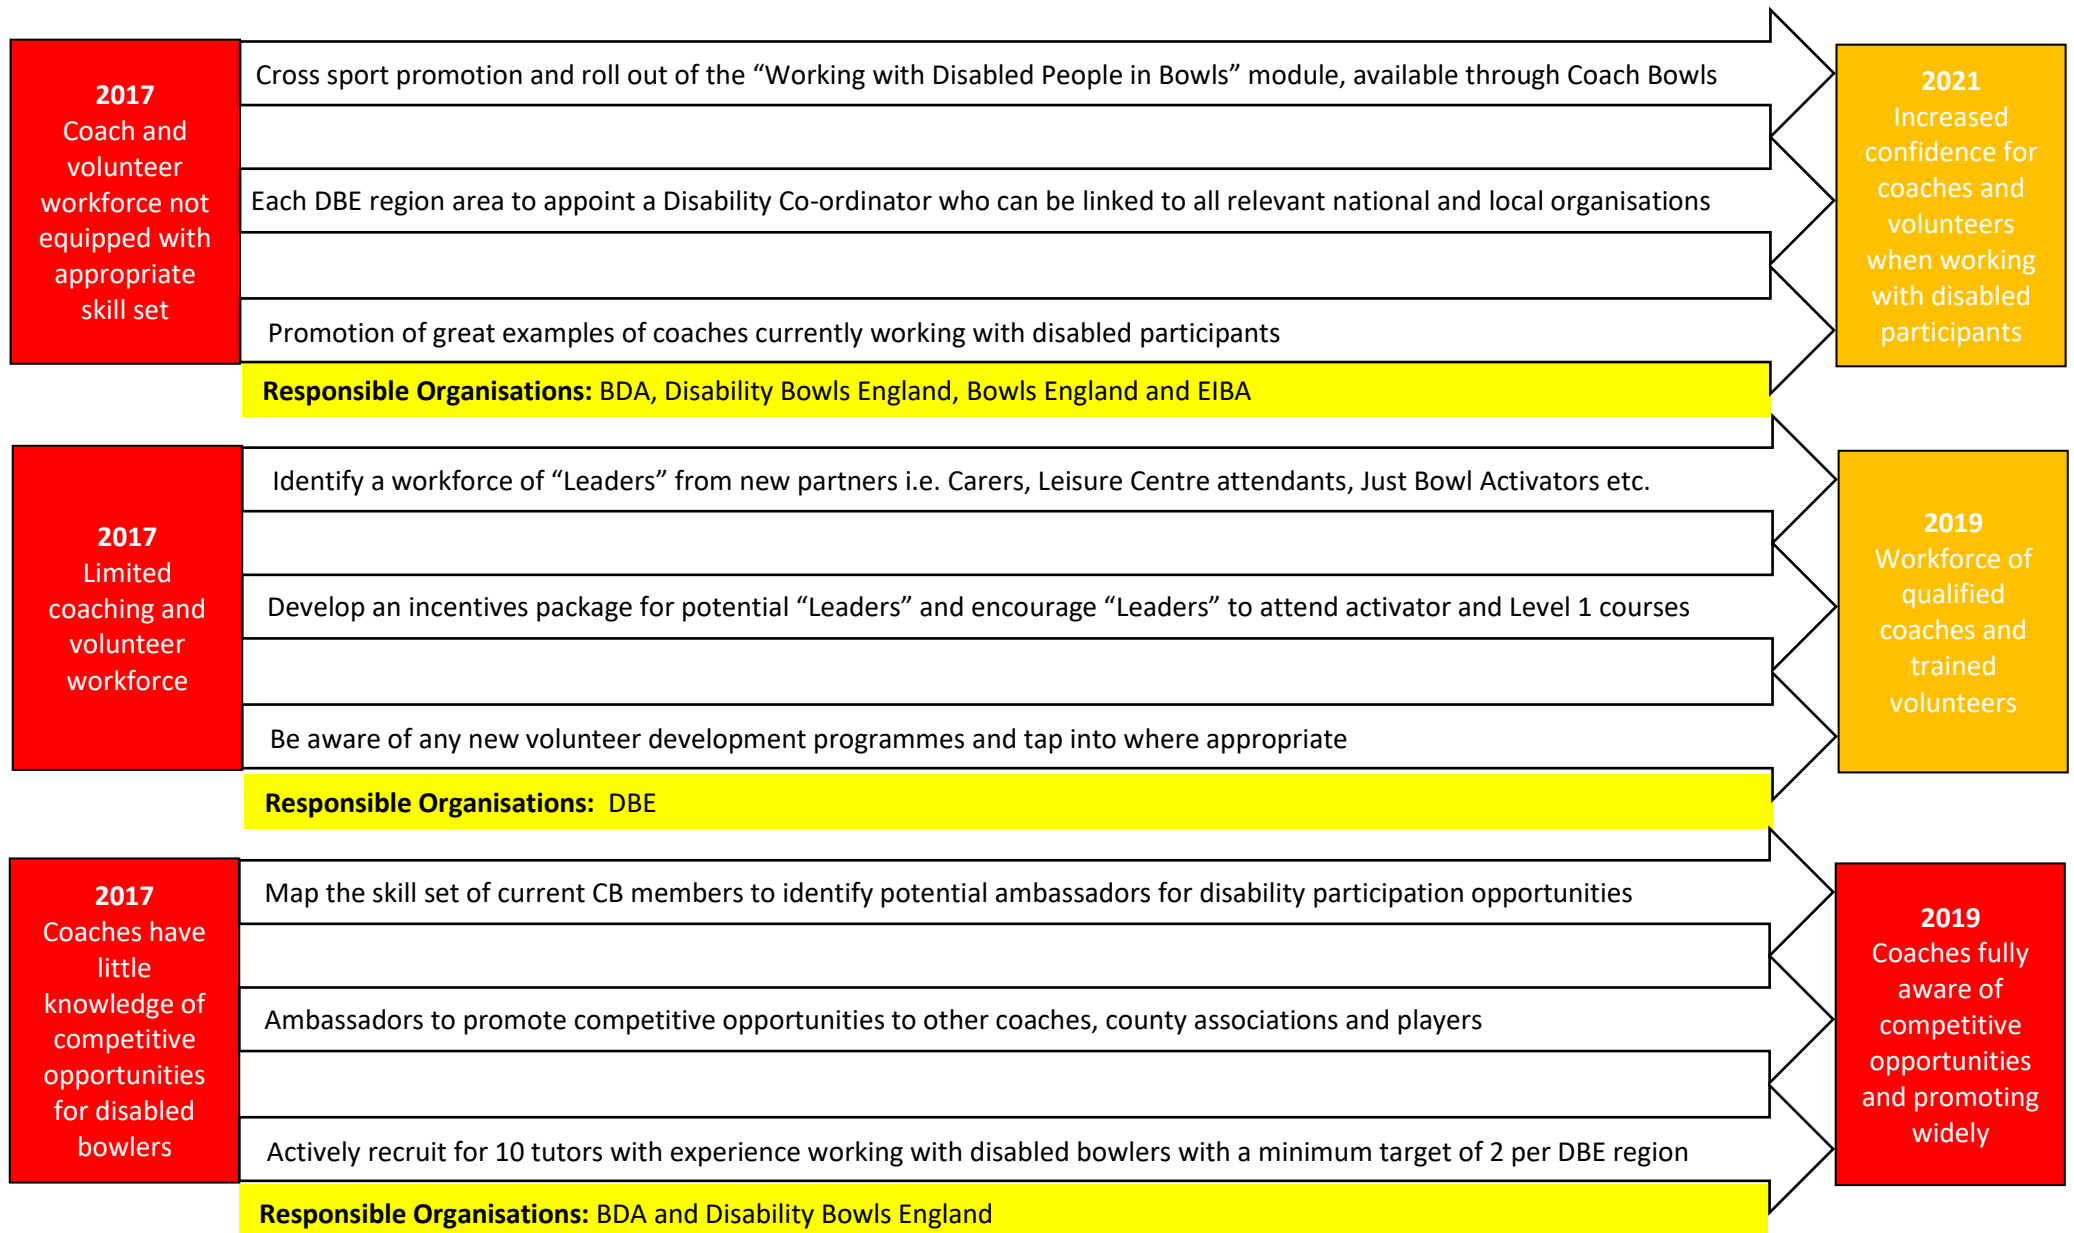 2017
Coach and
volunteer
workforce not
equipped with
appropriate
skill set
Cross sport promotion and roll out of the “Working with Disabled People in Bowls” module, available through Coach Bowls
Each DBE region area to appoint a Disability Co-ordinator who can be linked to all relevant national and local organisations
Promotion of great examples of coaches currently working with disabled participants
Responsible Organisations: BDA, Disability Bowls England, Bowls England and EIBA
2021
Increased
confidence for
coaches and
volunteers
when working
with disabled
participants
2017
Limited
coaching and
volunteer
workforce
Identify a workforce of “Leaders” from new partners i.e. Carers, Leisure Centre attendants, Just Bowl Activators etc.
Develop an incentives package for potential “Leaders” and encourage “Leaders” to attend activator and Level 1 courses
Be aware of any new volunteer development programmes and tap into where appropriate
Responsible Organisations: DBE
2019
Workforce of
qualified
coaches and
trained
volunteers
2017
Coaches have
little
knowledge of
competitive
opportunities
for disabled
bowlers
Map the skill set of current CB members to identify potential ambassadors for disability participation opportunities
Ambassadors to promote competitive opportunities to other coaches, county associations and players
Actively recruit for 10 tutors with experience working with disabled bowlers with a minimum target of 2 per DBE region
Responsible Organisations: BDA and Disability Bowls England
2019
Coaches fully
aware of
competitive
opportunities
and promoting
widely